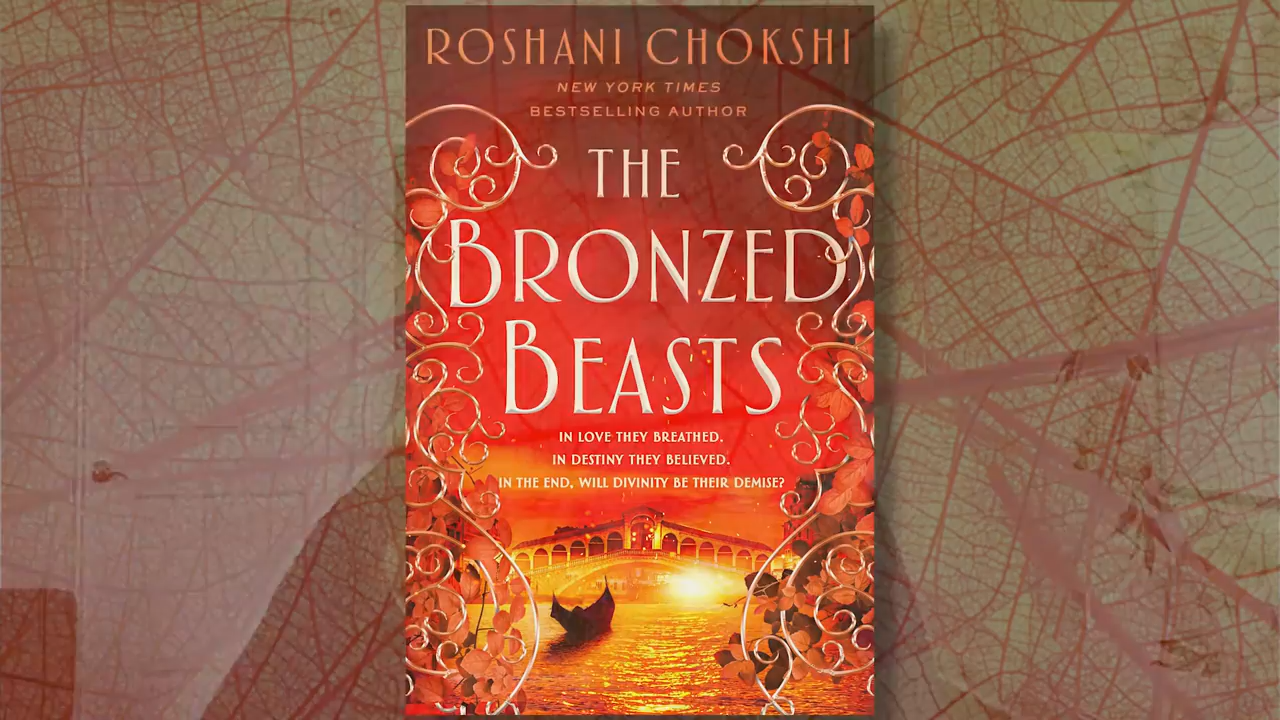 ROSHANI CHOKSHI
NEW YORK TIMES
BESTSELLING AUTHOR
THE
BRONZED
BEASTS
IN LOVE THEY BREATHED.
IN DESTINY THEY BELIEVED.
IN THE END, WILL DIVINITY BE THEIR DEMISE?